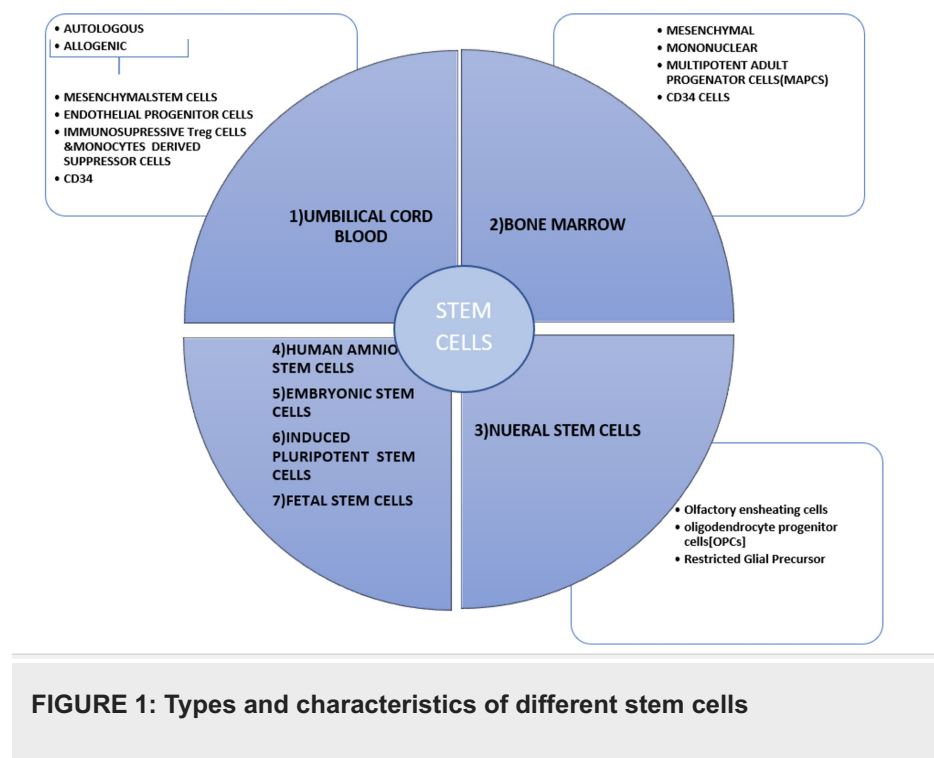 • AUTOLOGOUS
• ALLOGENIC
• MESENCHYMALSTEM CELLS
• ENDOTHELIAL PROGENITOR CELLS
• IMMUNOSUPRESSIVE Treg CELLS
&MONOCYTES DERIVED
SUPPRESSOR CELLS
• CD34
• MESENCHYMAL
• MONONUCLEAR
• MULTIPOTENT ADULT
PROGENATOR CELLS(MAPCS)
• CD34 CELLS
1)UMBILICAL CORD
BLOOD
2)BONE MARROW
STEM
CELLS
4)HUMAN AMNIO
STEM CELLS
5)EMBRYONIC STEM
CELLS
6)INDUCED
PLURIPOTENT STEM
CELLS
7)FETAL STEM CELLS
3)NUERAL STEM CELLS
• Olfactory ensheating cells
• oligodendrocyte progenitor
cells[OPCs]
• Restricted Glial Precursor
FIGURE 1: Types and characteristics of different stem cells